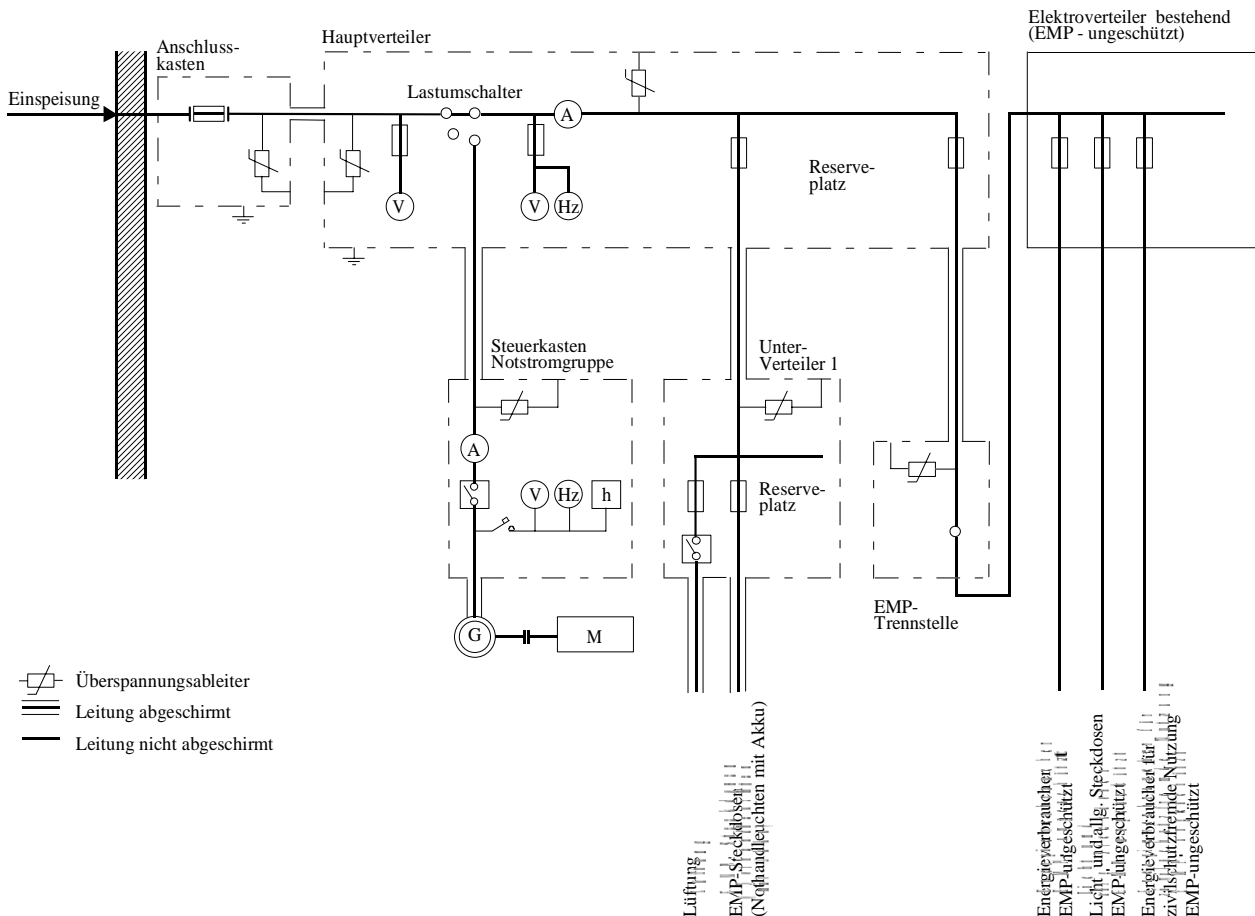 Elektroverteiler bestehend
(EMP - ungeschützt)
Hauptverteiler
Anschluss-
kasten
Einspeisung
Lastumschalter
A
V
V
Hz
Reserve-
platz
Steuerkasten
Notstromgruppe
Unter-
Verteiler 1
A
V
Hz
h
Reserve-
platz
G
M
EMP-
Trennstelle
Überspannungsableiter
Leitung abgeschirmt
Leitung nicht abgeschirmt
Lüftung
EMP-Steckdosen
(Nothandleuchten mit Akku)
Energieverbraucher
EMP-ungeschützt
Licht und allg. Steckdosen
EMP-ungeschützt
Energieverbraucher für
zivilschutzfremde Nutzung
EMP-ungeschützt